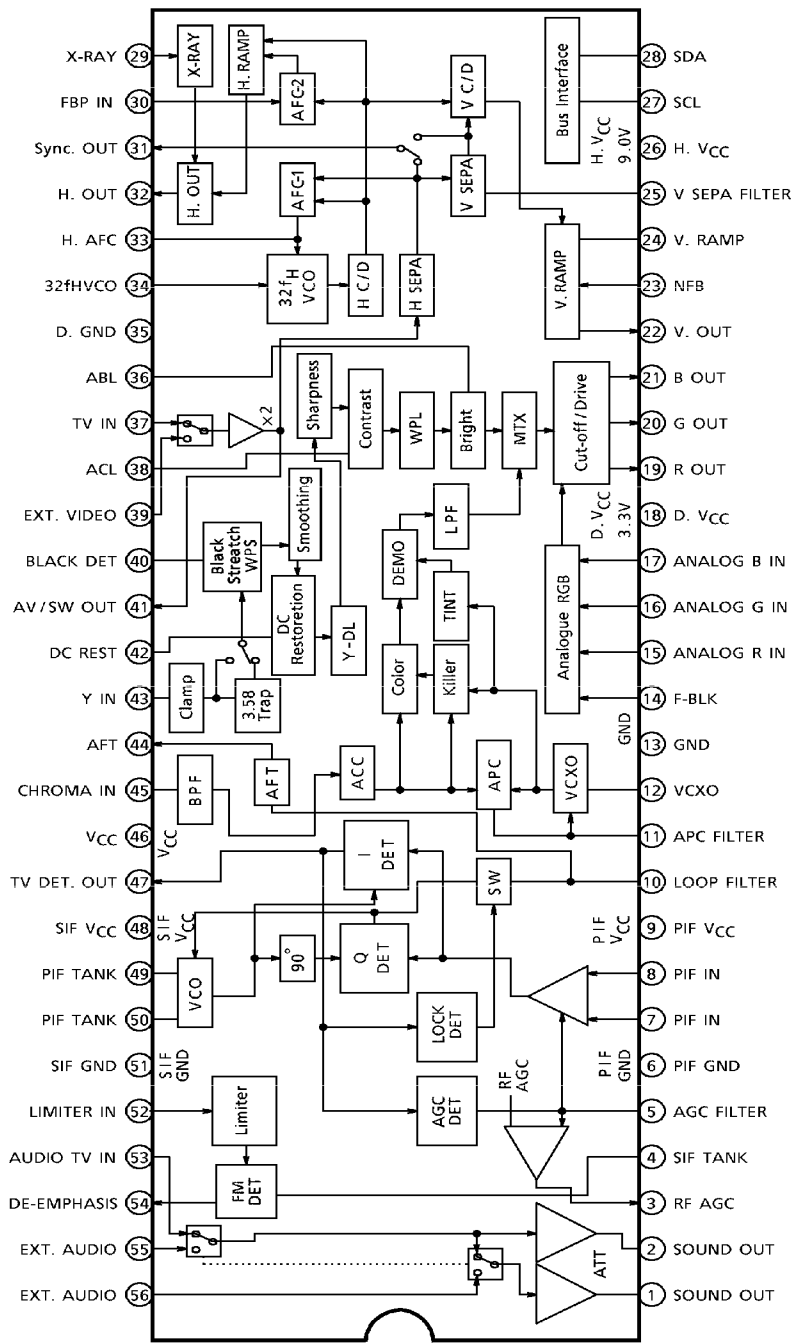 X-RAY 29
FBP IN 30
Sync. OUT 31
H. OUT 32
H. AFC 33
32fHVCO 34
D. GND 35
ABL 36
TV IN 37
ACL 38
EXT. VIDEO 39
BLACK DET 40
AV/SW OUT 41
DC REST 42
Y IN 43
AFT 44
CHROMA IN 45
VCC 46
TV DET. OUT 47
SIF VCC 48
PIF TANK 49
PIF TANK 50
SIF GND 51
LIMITER IN 52
AUDIO TV IN 53
DE-EMPHASIS 54
EXT. AUDIO 55
EXT. AUDIO 56
X-RAY
H. RAMP
AFC-2
V C/D
Bus Interface
H. VCC
9.0V
H. OUT
AFC-1
V SEPA
32fH
VCO
H C/D
H SEPA
V. RAMP
×2
Sharpness
Contrast
WPL
Bright
MTX
Cut-off/Drive
Smoothing
LPF
D. VCC
3.3V
Black
Streatch
WPS
DEMO
TINT
Analogue RGB
DC
Restoretion
Y-DL
Clamp
3.58
Trap
Color
Killer
GND
BPF
AFT
ACC
APC
VCXO
VCC
I
DET
SW
SIF
VCC
PIF
VCC
VCO
90°
Q
DET
LOCK
DET
SIF
GND
RF
AGC
PIF
GND
Limiter
AGC
DET
FM
DET
ATT
28 SDA
27 SCL
26 H. VCC
25 V SEPA FILTER
24 V. RAMP
23 NFB
22 V. OUT
21 B OUT
20 G OUT
19 R OUT
18 D. VCC
17 ANALOG B IN
16 ANALOG G IN
15 ANALOG R IN
14 F-BLK
13 GND
12 VCXO
11 APC FILTER
10 LOOP FILTER
9 PIF VCC
8 PIF IN
7 PIF IN
6 PIF GND
5 AGC FILTER
4 SIF TANK
3 RF AGC
2 SOUND OUT
1 SOUND OUT